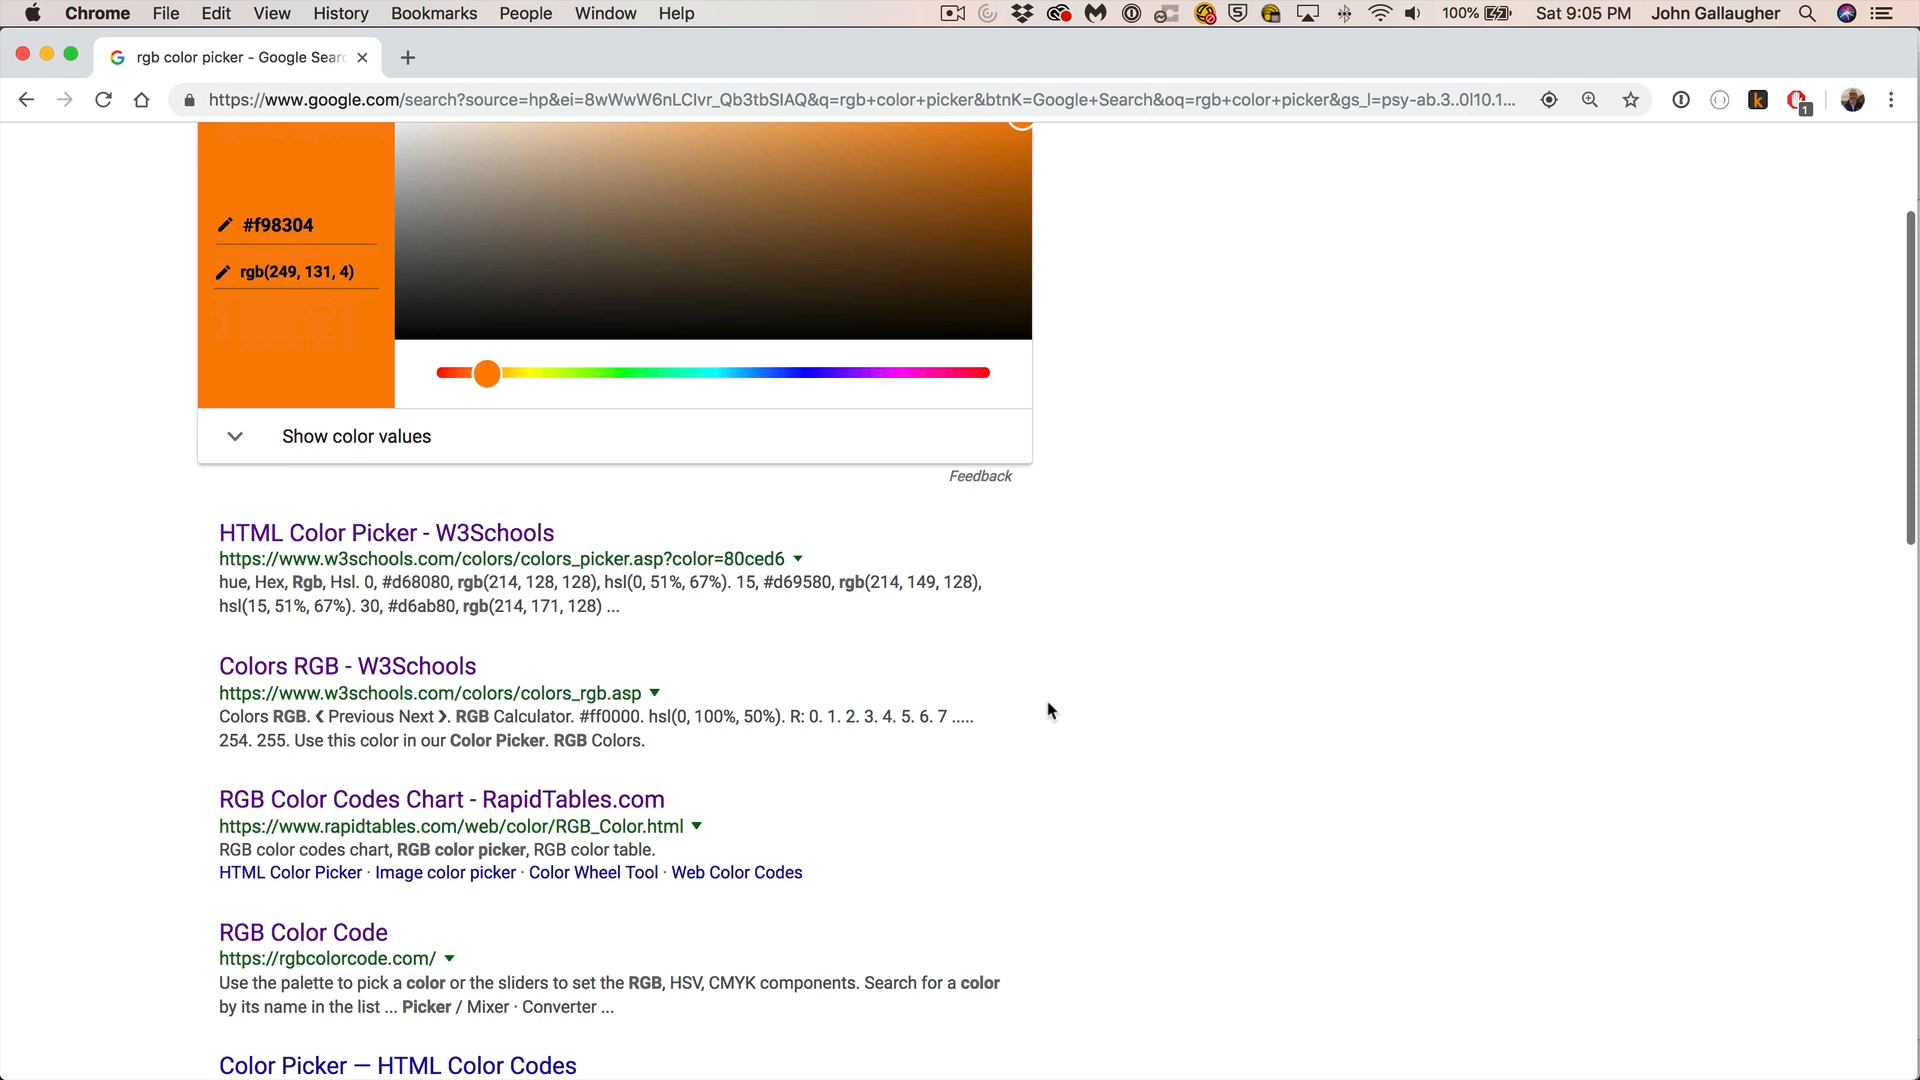 Chrome File Edit View History Bookmarks People Window Help 100% Sat 9:05 PM John Gallaugher
rgb color picker - Google Sear
https://www.google.com/search?source=hp&ei=8wWwW6nLCIvr_Qb3tbSIAQ&q=rgb+color+picker&btnK=Google+Search&oq=rgb+color+picker&gs_l=psy-ab.3..0l10.1...
k 1
#f98304
rgb(249, 131, 4)
Show color values
Feedback
HTML Color Picker - W3Schools
https://www.w3schools.com/colors/colors_picker.asp?color=80ced6
hue, Hex, Rgb, Hsl. 0, #d68080, rgb(214, 128, 128), hsl(0, 51%, 67%). 15, #d69580, rgb(214, 149, 128),
hsl(15, 51%, 67%). 30, #d6ab80, rgb(214, 171, 128) ...
Colors RGB - W3Schools
https://www.w3schools.com/colors/colors_rgb.asp
Colors RGB. ❮ Previous Next ❯. RGB Calculator. #ff0000. hsl(0, 100%, 50%). R: 0. 1. 2. 3. 4. 5. 6. 7 .....
254. 255. Use this color in our Color Picker. RGB Colors.
RGB Color Codes Chart - RapidTables.com
https://www.rapidtables.com/web/color/RGB_Color.html
RGB color codes chart, RGB color picker, RGB color table.
HTML Color Picker · Image color picker · Color Wheel Tool · Web Color Codes
RGB Color Code
https://rgbcolorcode.com/
Use the palette to pick a color or the sliders to set the RGB, HSV, CMYK components. Search for a color
by its name in the list ... Picker / Mixer · Converter ...
Color Picker — HTML Color Codes